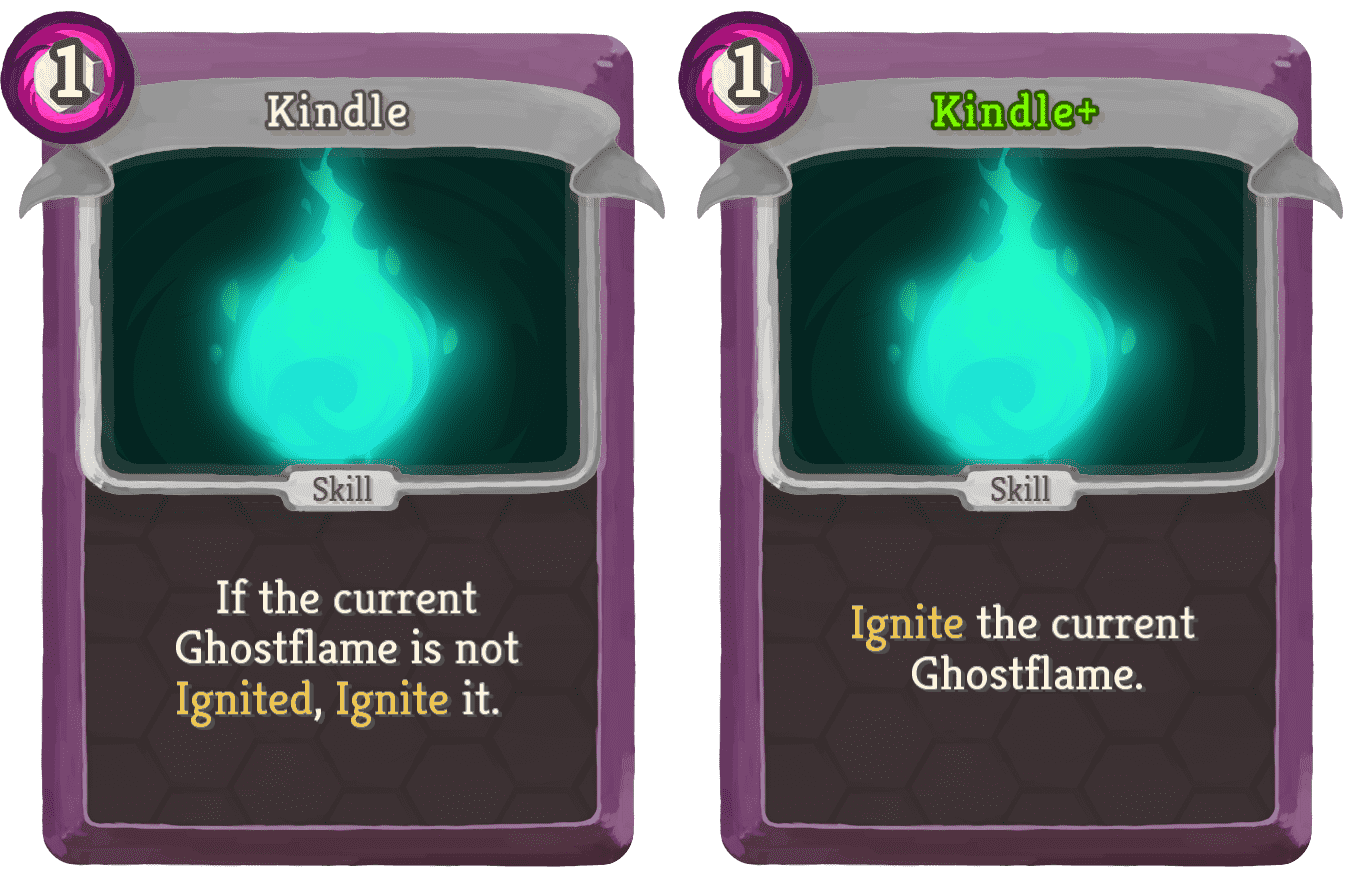 1
Kindle
Skill
If the current
Ghostflame is not
Ignited, Ignite it.
1
Kindle+
Skill
Ignite the current
Ghostflame.